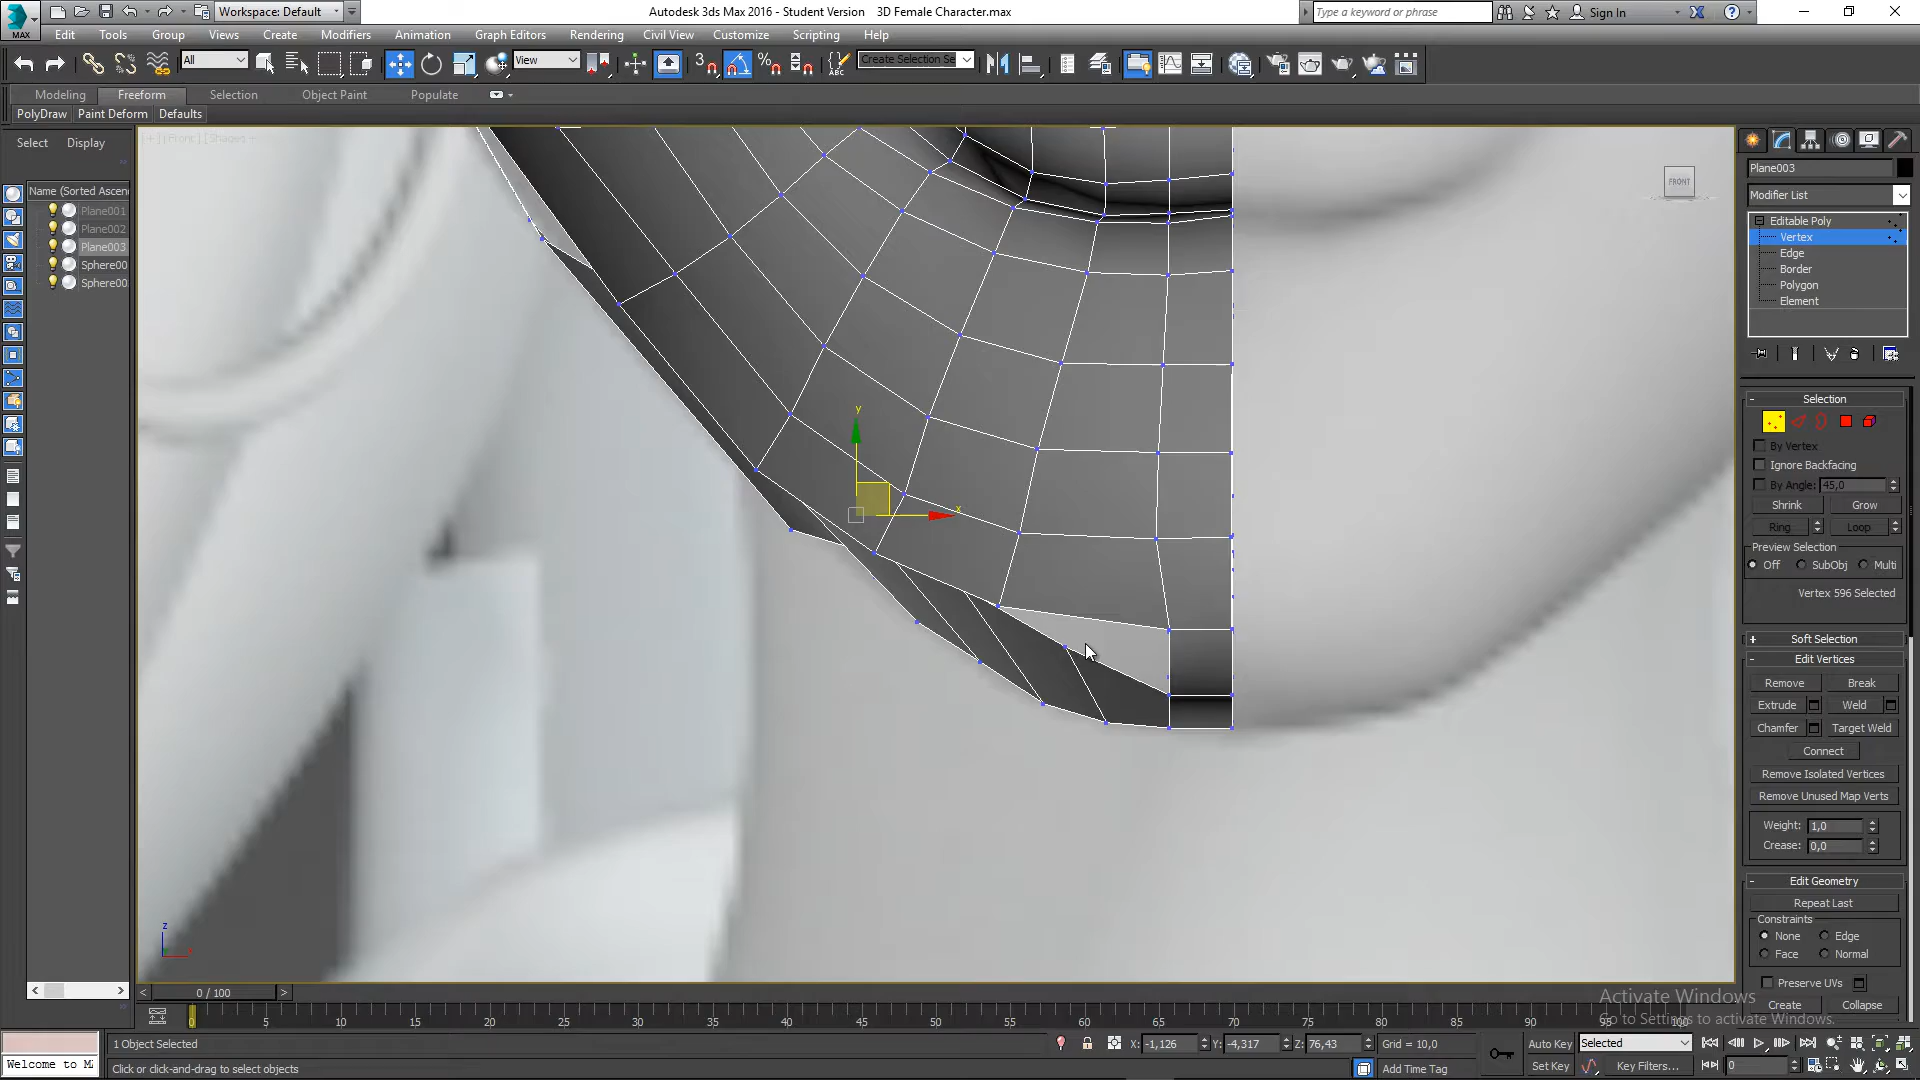 MAX
Workspace: Default
Autodesk 3ds Max 2016 - Student Version    3D Female Character.max
Type a keyword or phrase
Sign In
Edit Tools Group Views Create Modifiers Animation Graph Editors Rendering Civil View Customize Scripting Help
All
View
3
ABC
Create Selection Se
Modeling Freeform Selection Object Paint Populate
PolyDraw Paint Deform Defaults
Select Display
Name (Sorted Ascen
Plane001
Plane002
Plane003
Sphere00
Sphere00
[+] [Front] [Shaded]
FRONT
y
x
z
Plane003
Modifier List
Editable Poly
Vertex
Edge
Border
Polygon
Element
- Selection
By Vertex
Ignore Backfacing
By Angle: 45,0
Shrink Grow
Ring Loop
Preview Selection
Off SubObj Multi
Vertex 596 Selected
+ Soft Selection
- Edit Vertices
Remove Break
Extrude Weld
Chamfer Target Weld
Connect
Remove Isolated Vertices
Remove Unused Map Verts
Weight: 1,0
Crease: 0,0
- Edit Geometry
Repeat Last
Constraints
None Edge
Face Normal
Preserve UVs
Create Collapse
Activate Windows
Go to Settings to activate Windows.
< 0 / 100 >
0 5 10 15 20 25 30 35 40 45 50 55 60 65 70 75 80 85 90 95 100
1 Object Selected
X: -1,126 Y: -4,317 Z: 76,43 Grid = 10,0
Auto Key Selected
Welcome to M
Click or click-and-drag to select objects
Add Time Tag
Set Key Key Filters... 0